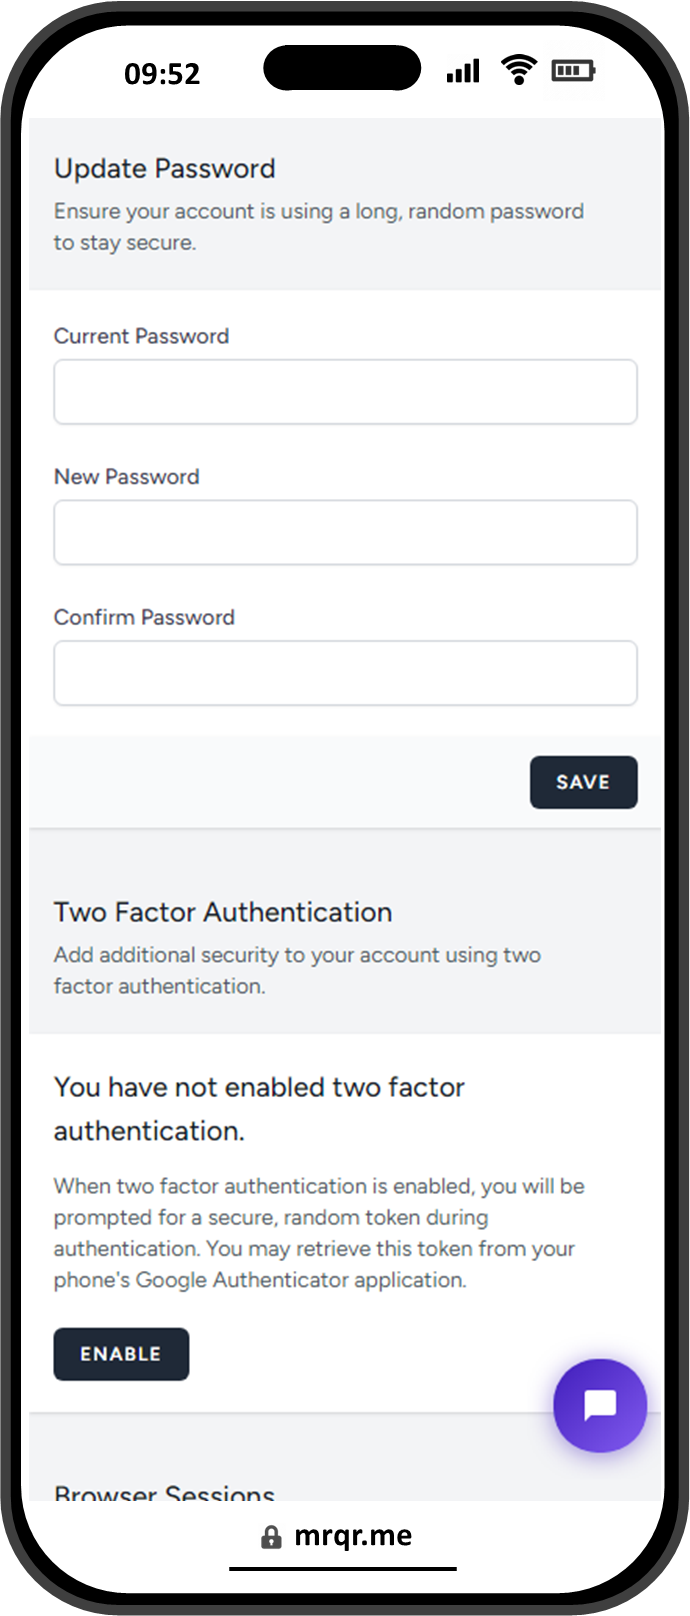 09:52
Update Password
Ensure your account is using a long, random password
to stay secure.
Current Password
New Password
Confirm Password
SAVE
Two Factor Authentication
Add additional security to your account using two
factor authentication.
You have not enabled two factor
authentication.
When two factor authentication is enabled, you will be
prompted for a secure, random token during
authentication. You may retrieve this token from your
phone's Google Authenticator application.
ENABLE
Browser Sessions
mrqr.me